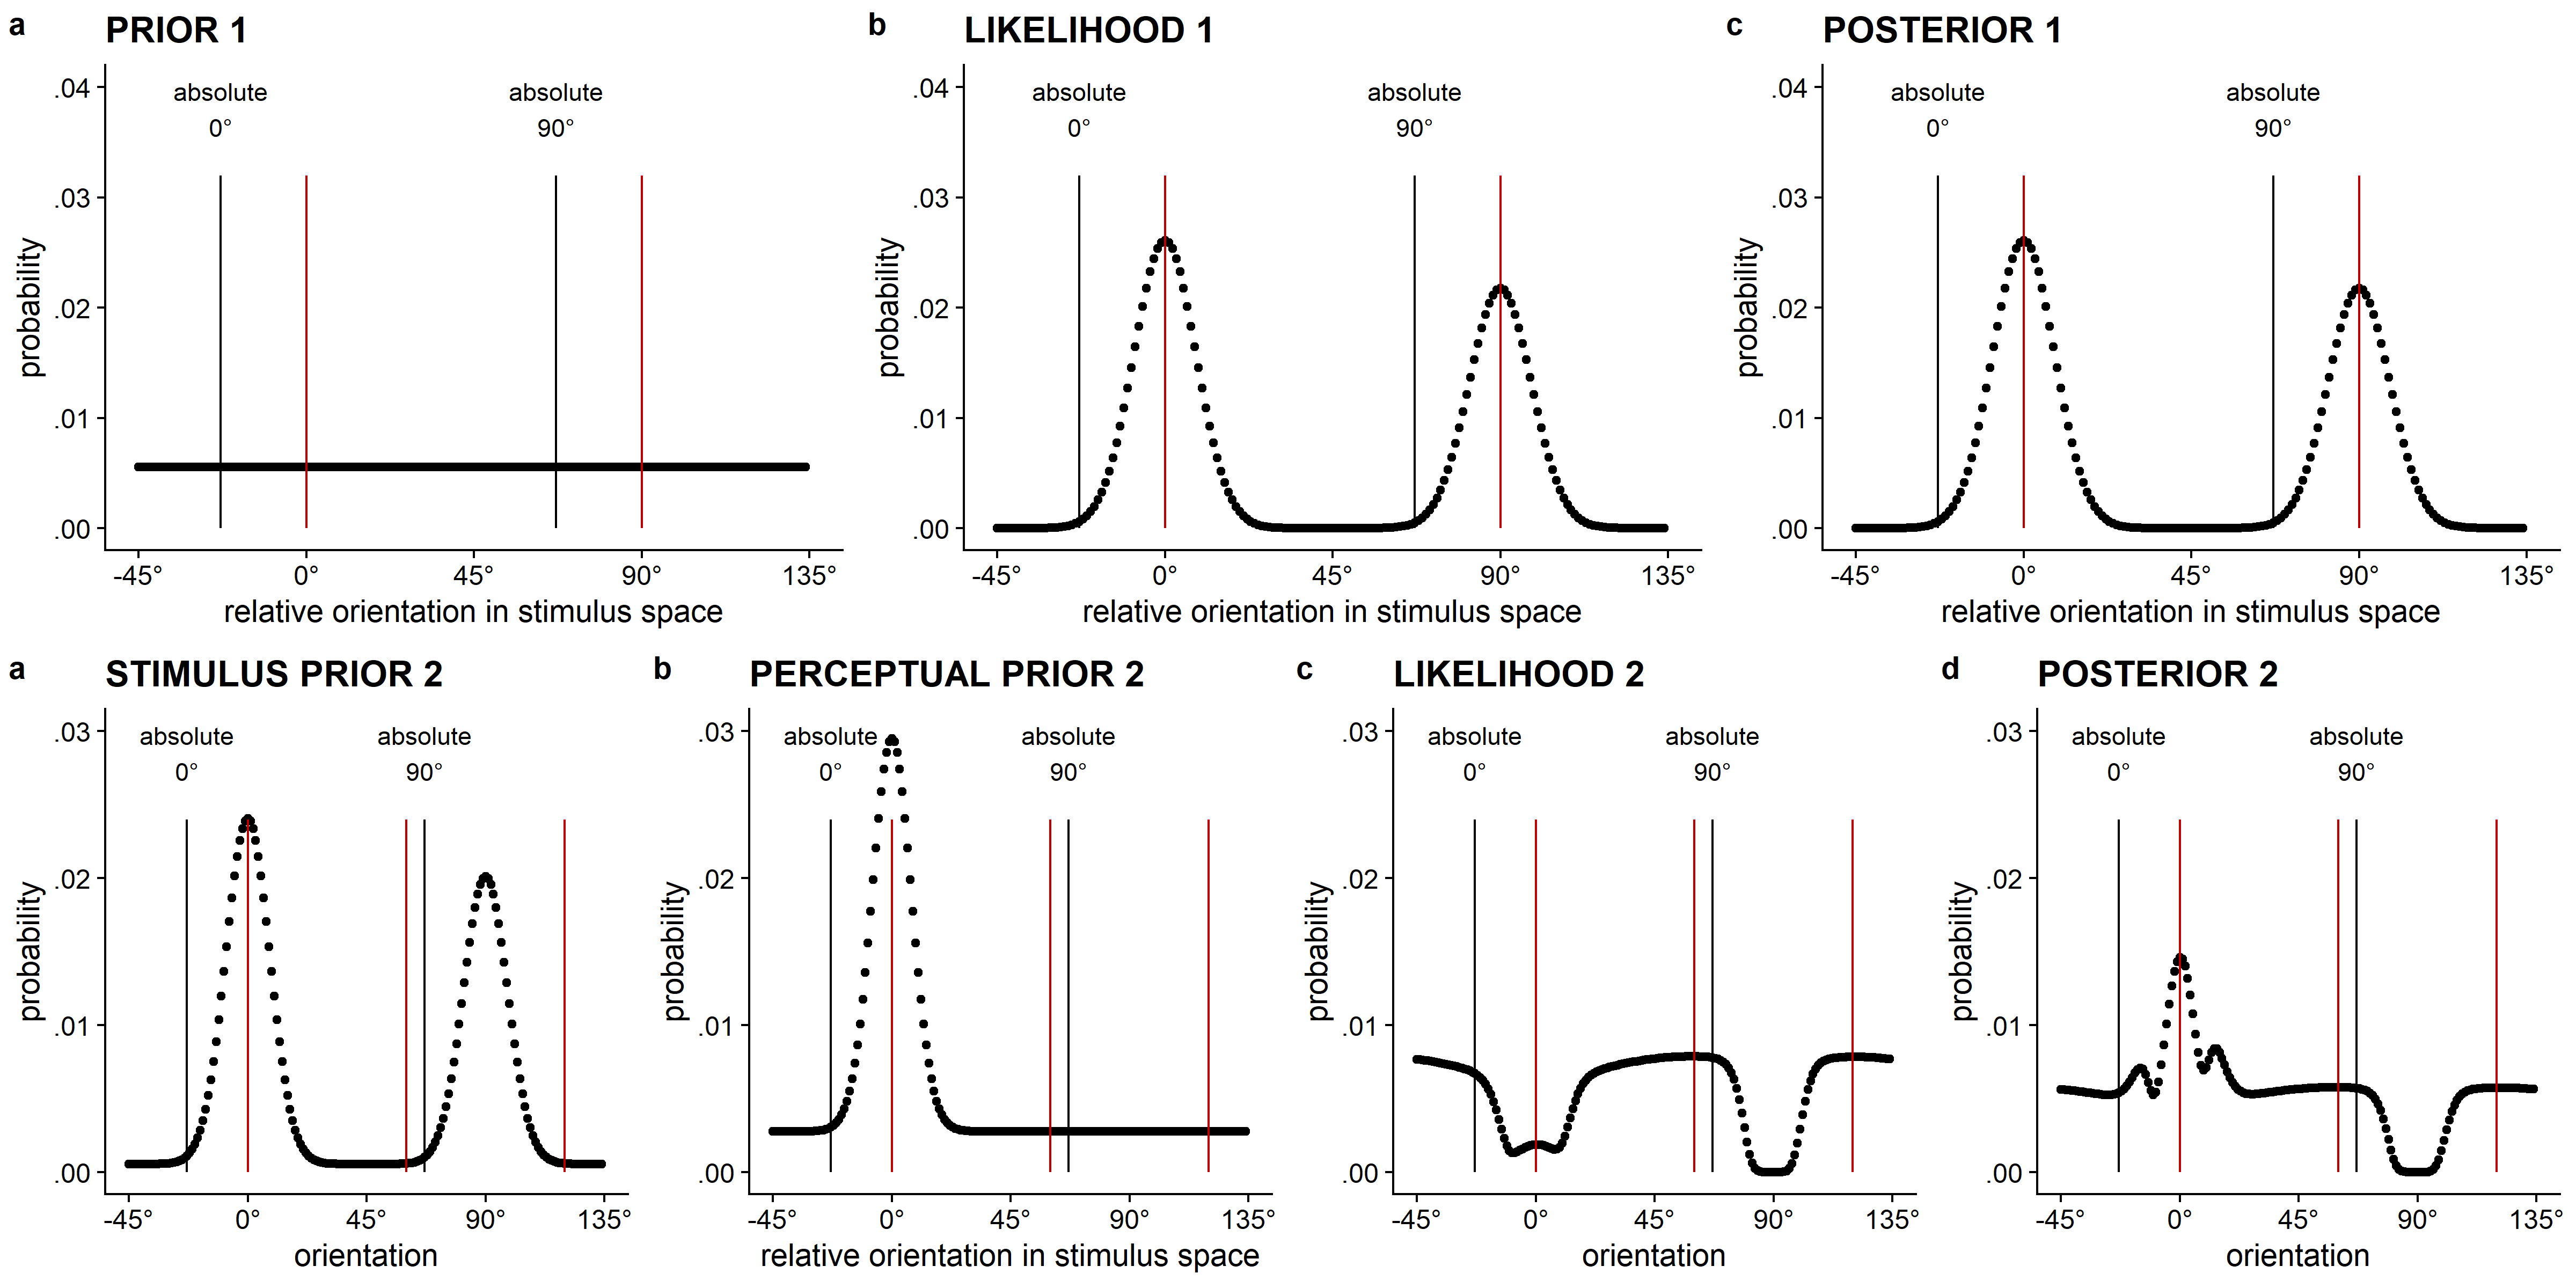 a PRIOR 1
.04
.03
.02
.01
.00
absolute
0°
absolute
90°
probability
-45° 0° 45° 90° 135°
relative orientation in stimulus space
b LIKELIHOOD 1
.04
.03
.02
.01
.00
absolute
0°
absolute
90°
probability
-45° 0° 45° 90° 135°
relative orientation in stimulus space
c POSTERIOR 1
.04
.03
.02
.01
.00
absolute
0°
absolute
90°
probability
-45° 0° 45° 90° 135°
relative orientation in stimulus space
a STIMULUS PRIOR 2
.03
.02
.01
.00
absolute
0°
absolute
90°
probability
-45° 0° 45° 90° 135°
orientation
b PERCEPTUAL PRIOR 2
.03
.02
.01
.00
absolute
0°
absolute
90°
probability
-45° 0° 45° 90° 135°
relative orientation in stimulus space
c LIKELIHOOD 2
.03
.02
.01
.00
absolute
0°
absolute
90°
probability
-45° 0° 45° 90° 135°
orientation
d POSTERIOR 2
.03
.02
.01
.00
absolute
0°
absolute
90°
probability
-45° 0° 45° 90° 135°
orientation